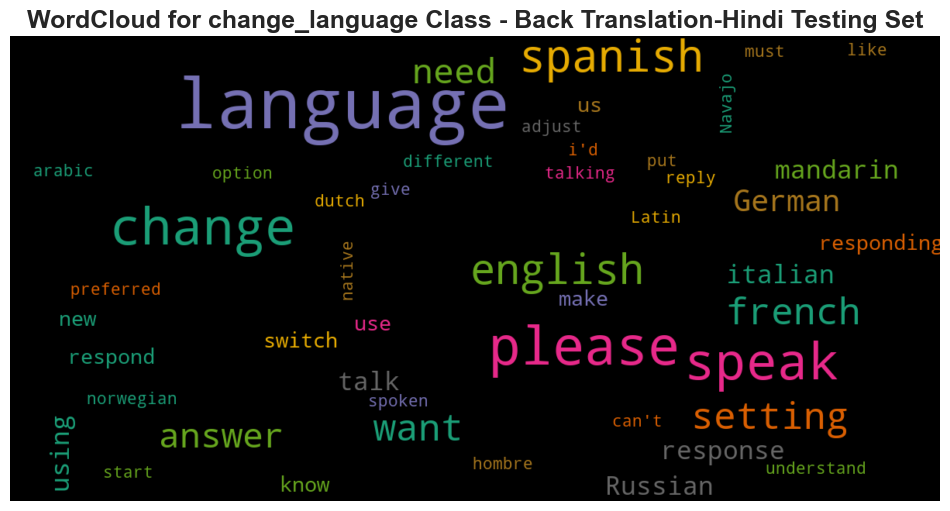 WordCloud for change_language Class - Back Translation-Hindi Testing Set
spanish
must
like
need
language
Navajo
us
adjust
i'd
different
put
arabic
option
talking
reply
mandarin
give
dutch
German
Latin
change
responding
native
english
italian
preferred
make
french
new
use
switch
please
respond
speak
talk
norwegian
spoken
setting
can't
want
answer
using
response
hombre
understand
start
know
Russian